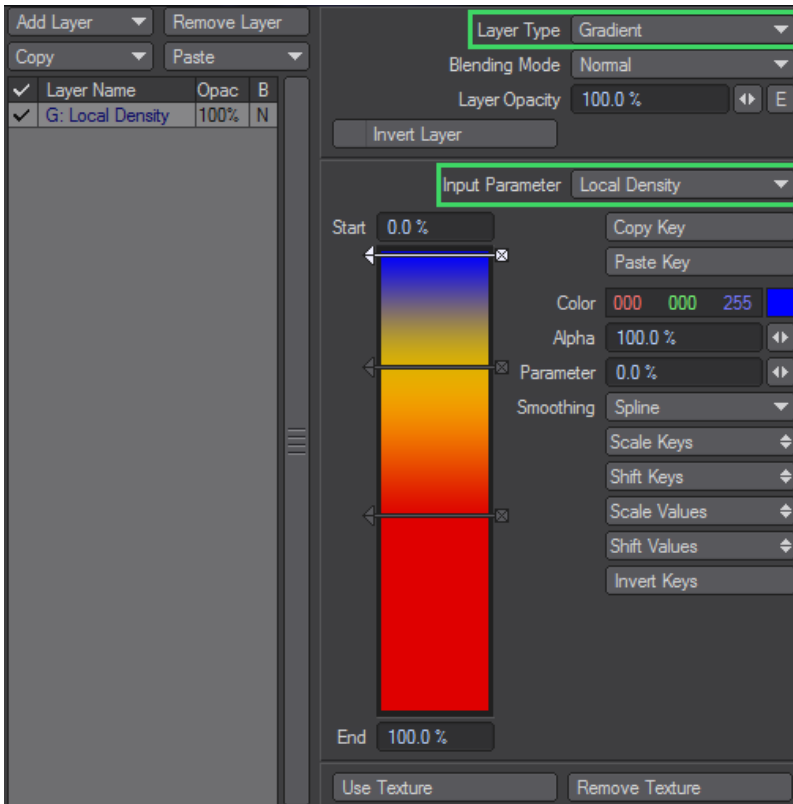 Add Layer Remove Layer
Copy Paste
Layer Name Opac B
G: Local Density 100% N
Layer Type Gradient
Blending Mode Normal
Layer Opacity 100.0 % E
Invert Layer
Input Parameter Local Density
Start 0.0 %
Copy Key
Paste Key
Color 000 000 255
Alpha 100.0 %
Parameter 0.0 %
Smoothing Spline
Scale Keys
Shift Keys
Scale Values
Shift Values
Invert Keys
End 100.0 %
Use Texture Remove Texture